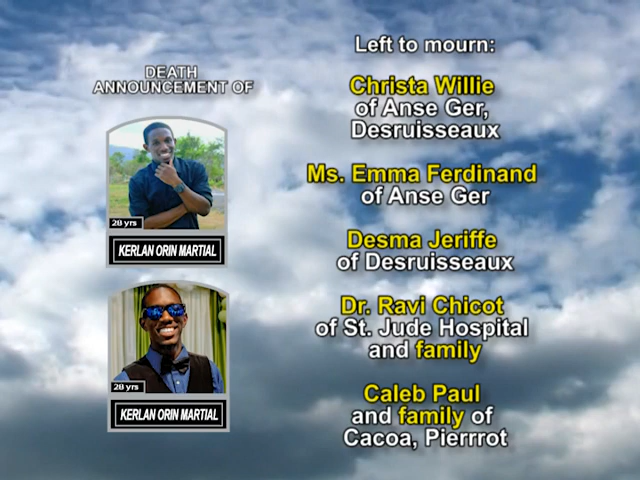 DEATH
ANNOUNCEMENT OF
28 yrs
KERLAN ORIN MARTIAL
28 yrs
KERLAN ORIN MARTIAL
Left to mourn:
Christa Willie
of Anse Ger,
Desruisseaux
Ms. Emma Ferdinand
of Anse Ger
Desma Jeriffe
of Desruisseaux
Dr. Ravi Chicot
of St. Jude Hospital
and family
Caleb Paul
and family of
Cacoa, Pierrrot